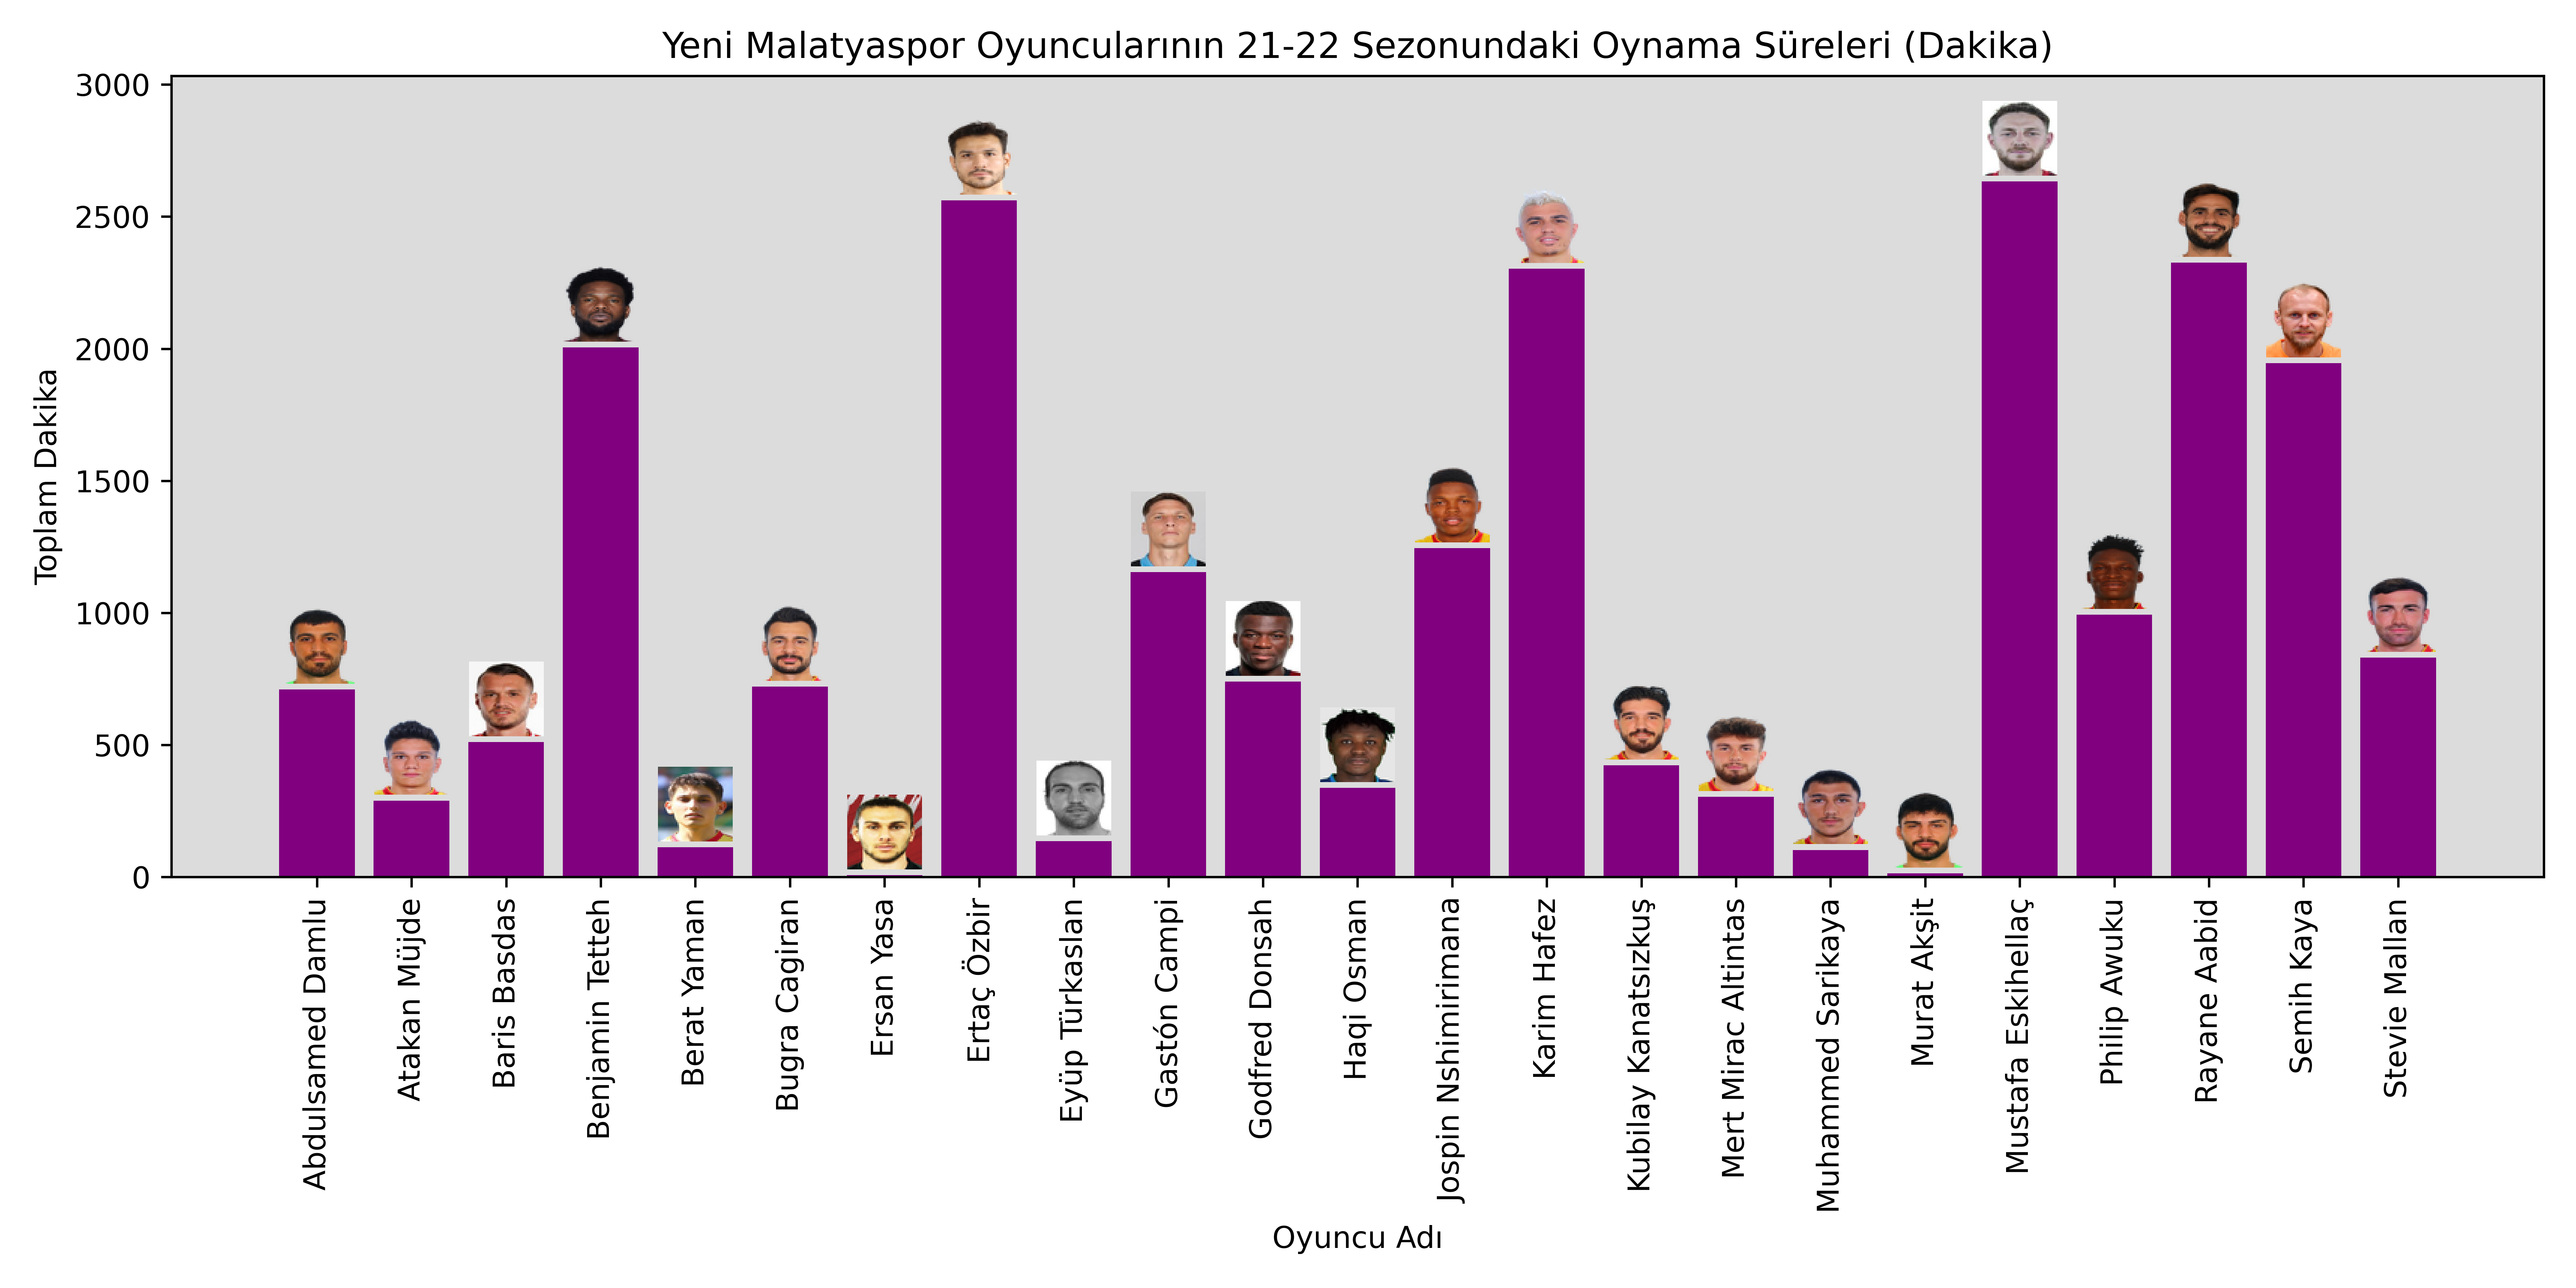 Yeni Malatyaspor Oyuncularının 21-22 Sezonundaki Oynama Süreleri (Dakika)
Toplam Dakika
3000
2500
2000
1500
1000
500
0
Abdulsamed Damlu
Atakan Müjde
Baris Basdas
Benjamin Tetteh
Berat Yaman
Bugra Cagiran
Ersan Yasa
Ertaç Özbir
Eyüp Türkaslan
Gastón Campi
Godfred Donsah
Haqi Osman
Jospin Nshimirimana
Karim Hafez
Kubilay Kanatsızkuş
Mert Mirac Altintas
Muhammed Sarikaya
Murat Akşit
Mustafa Eskihellaç
Philip Awuku
Rayane Aabid
Semih Kaya
Stevie Mallan
Oyuncu Adı